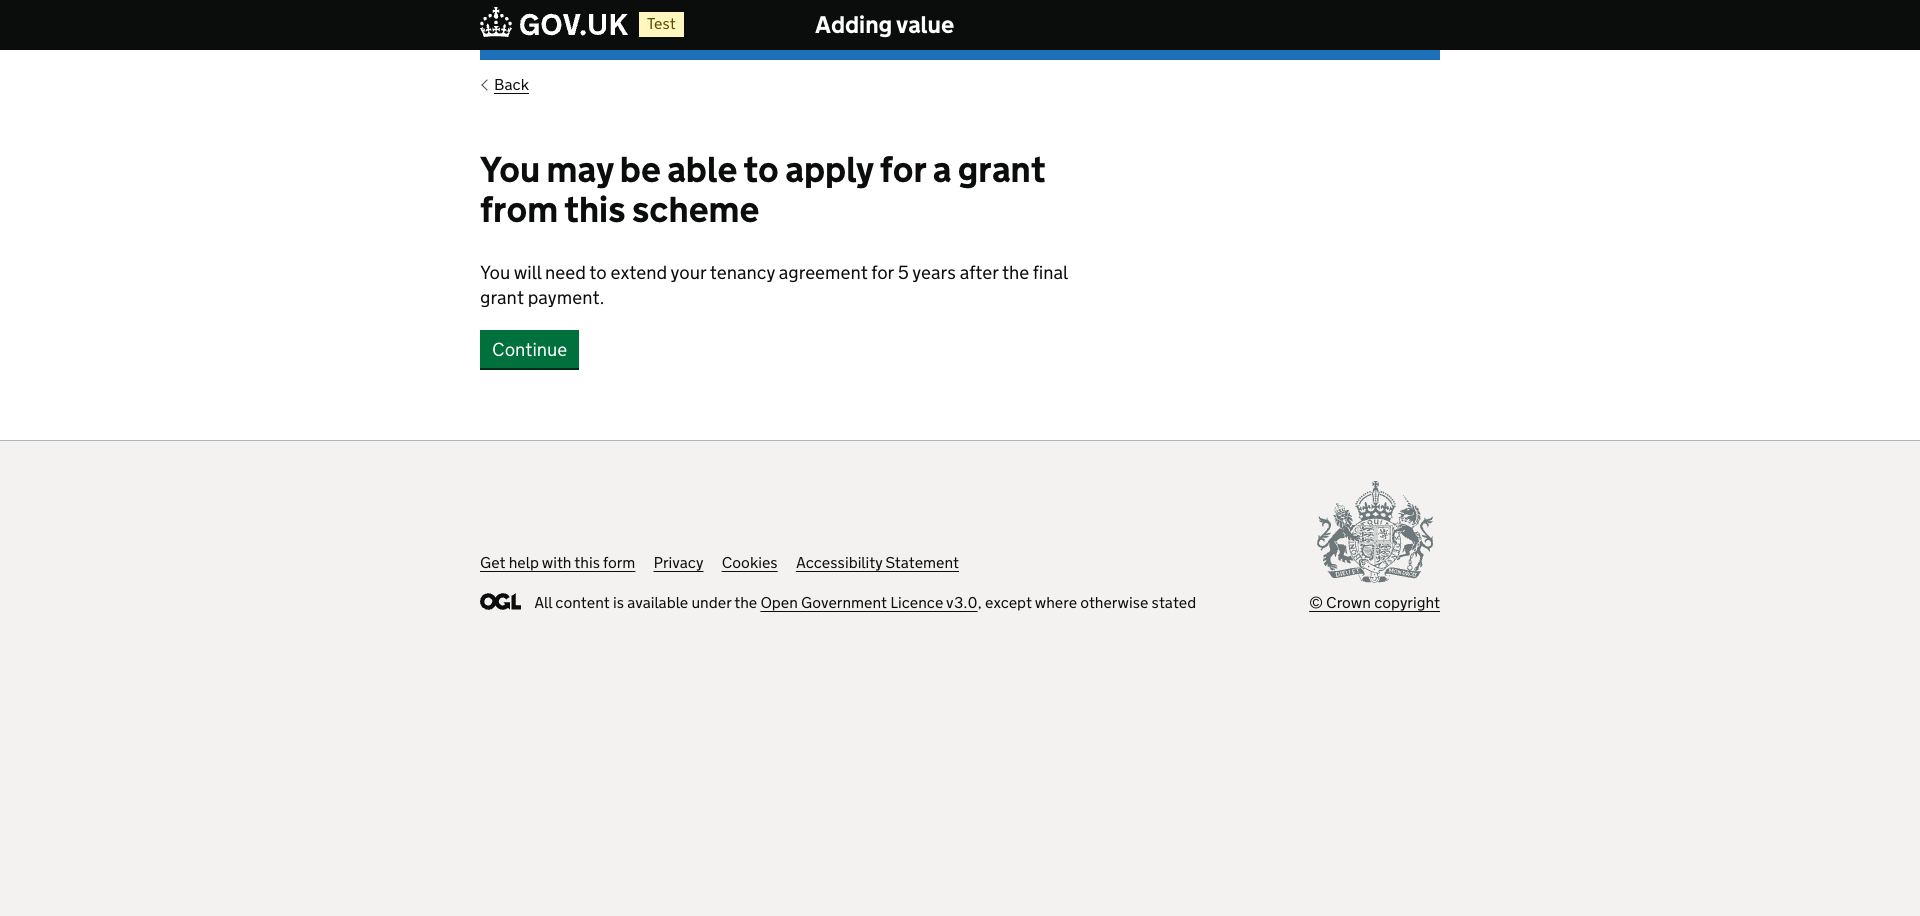 GOV.UK Test Adding value
Back
You may be able to apply for a grant
from this scheme
You will need to extend your tenancy agreement for 5 years after the final
grant payment.
Continue
Get help with this form Privacy Cookies Accessibility Statement
OGL All content is available under the Open Government Licence v3.0, except where otherwise stated
© Crown copyright